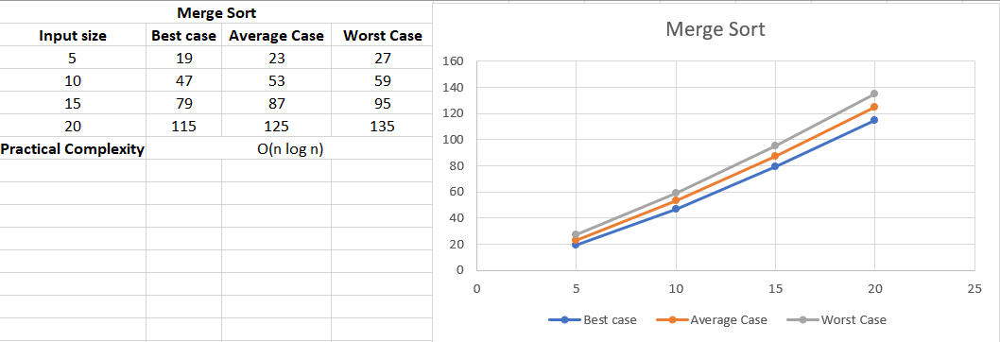 Merge Sort
Input size Best case Average Case Worst Case
5 19 23 27
10 47 53 59
15 79 87 95
20 115 125 135
Practical Complexity O(n log n)
Merge Sort
160
140
120
100
80
60
40
20
0
0 5 10 15 20 25
Best case Average Case Worst Case